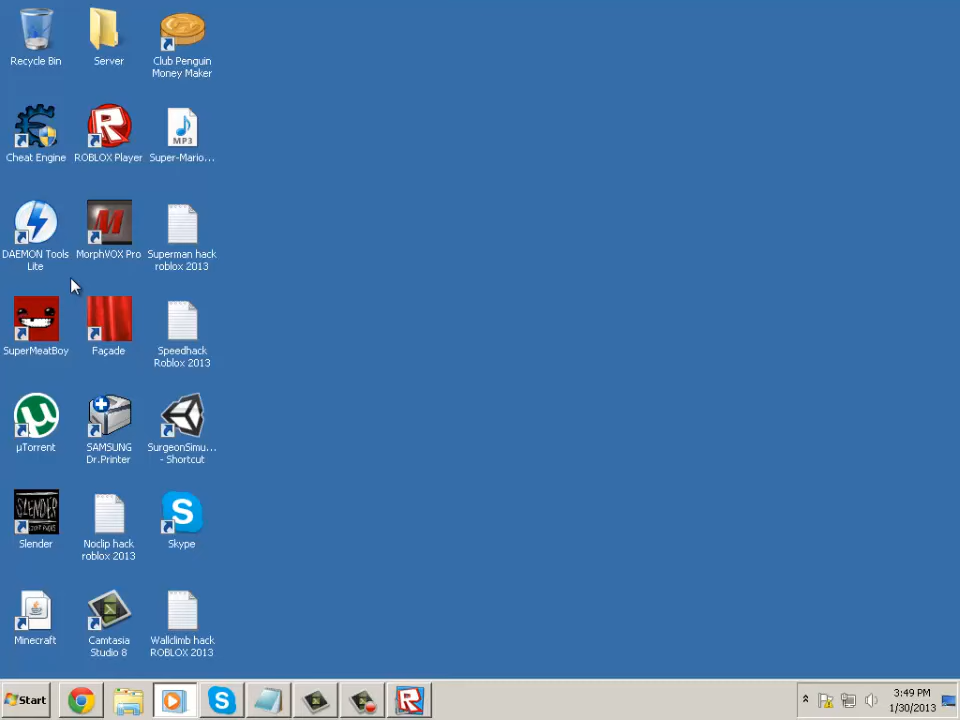 Recycle Bin
Server
Club Penguin
Money Maker
Cheat Engine
ROBLOX Player
MP3
Super-Mario...
DAEMON Tools
Lite
MorphVOX Pro
Superman hack
roblox 2013
SuperMeatBoy
Façade
Speedhack
Roblox 2013
µTorrent
SAMSUNG
Dr.Printer
SurgeonSimu...
- Shortcut
SLENDER
Slender
Noclip hack
roblox 2013
Skype
Minecraft
Camtasia
Studio 8
Wallclimb hack
ROBLOX 2013
Start
3:49 PM
1/30/2013